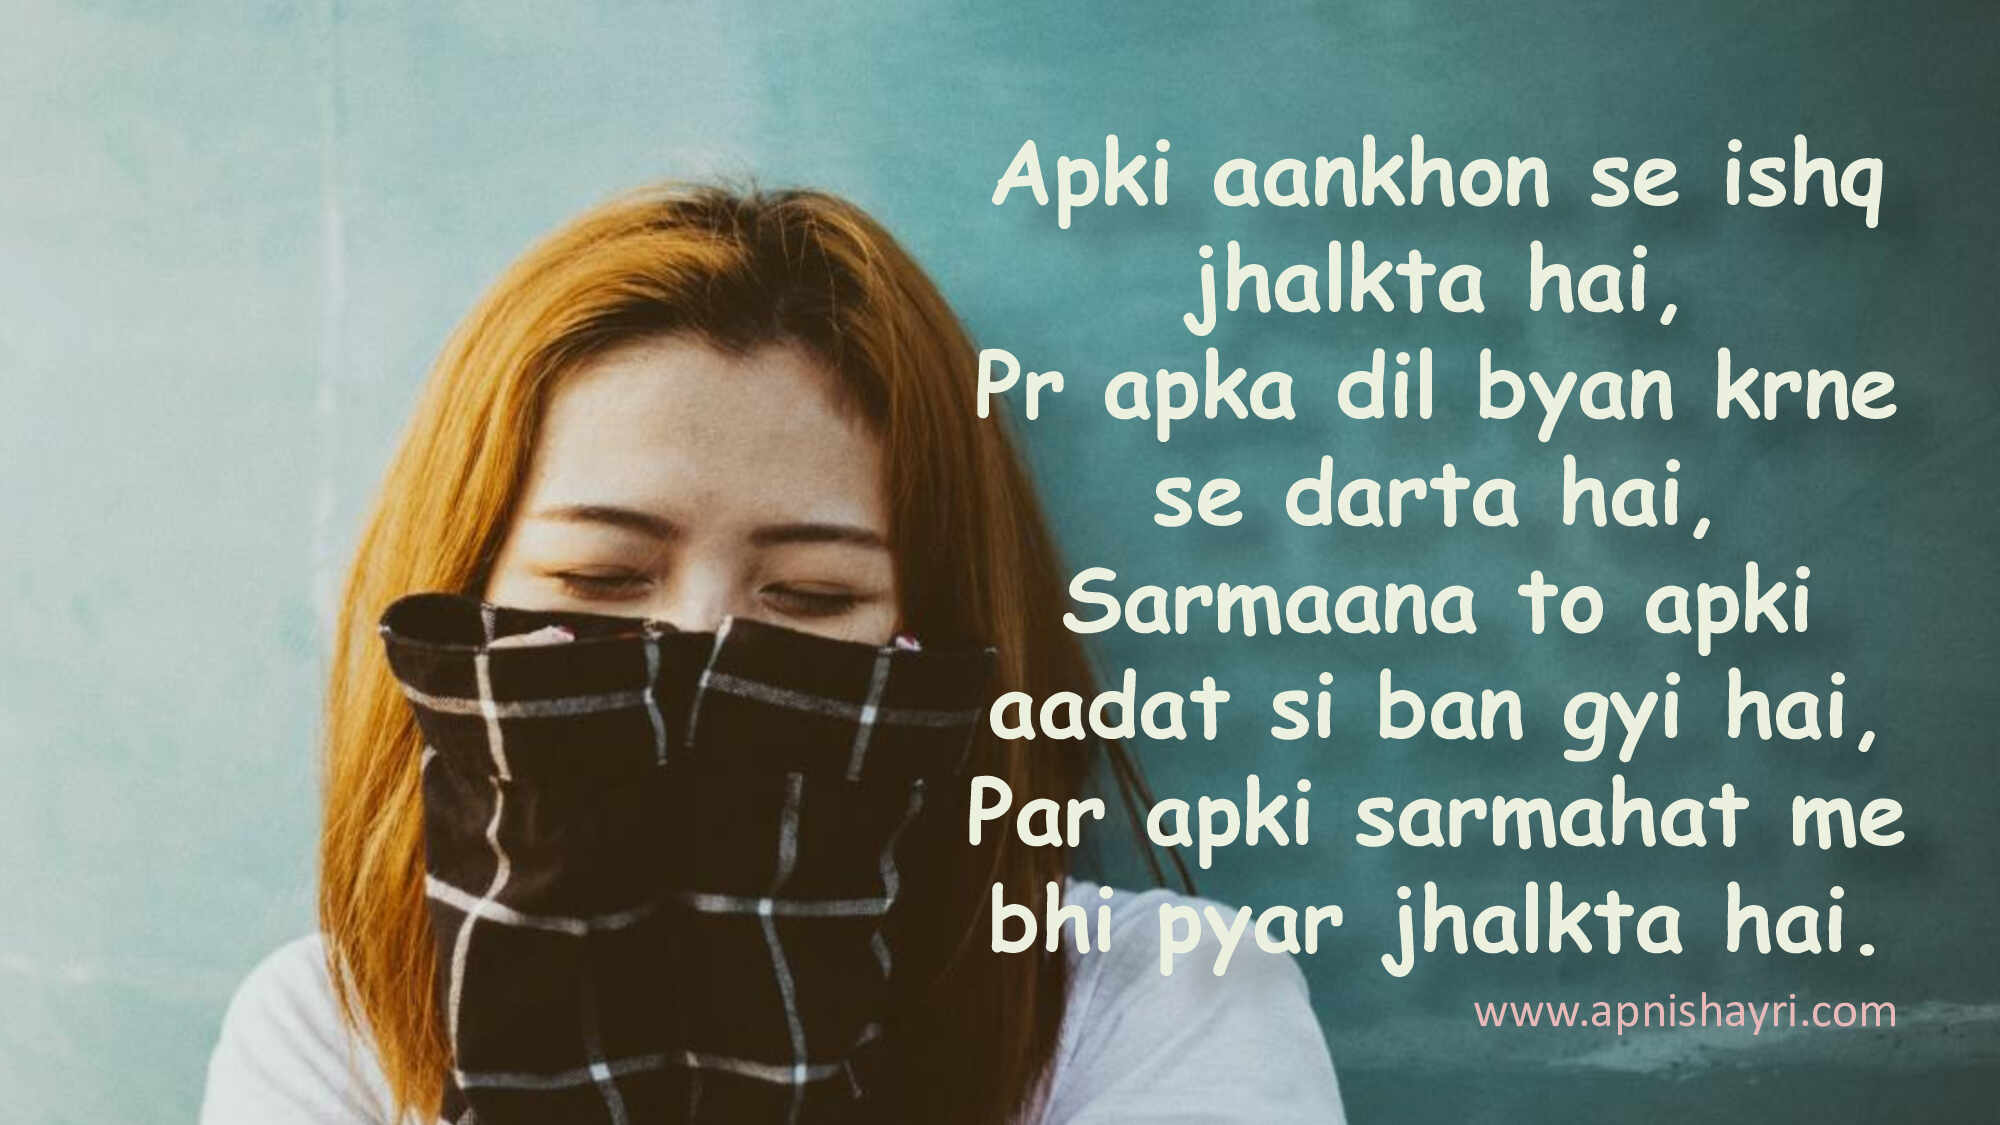 Apki aankhon se ishq
jhalkta hai,
Pr apka dil byan krne
se darta hai,
Sarmaana to apki
aadat si ban gyi hai,
Par apki sarmahat me
bhi pyar jhalkta hai.
www.apnishayri.com